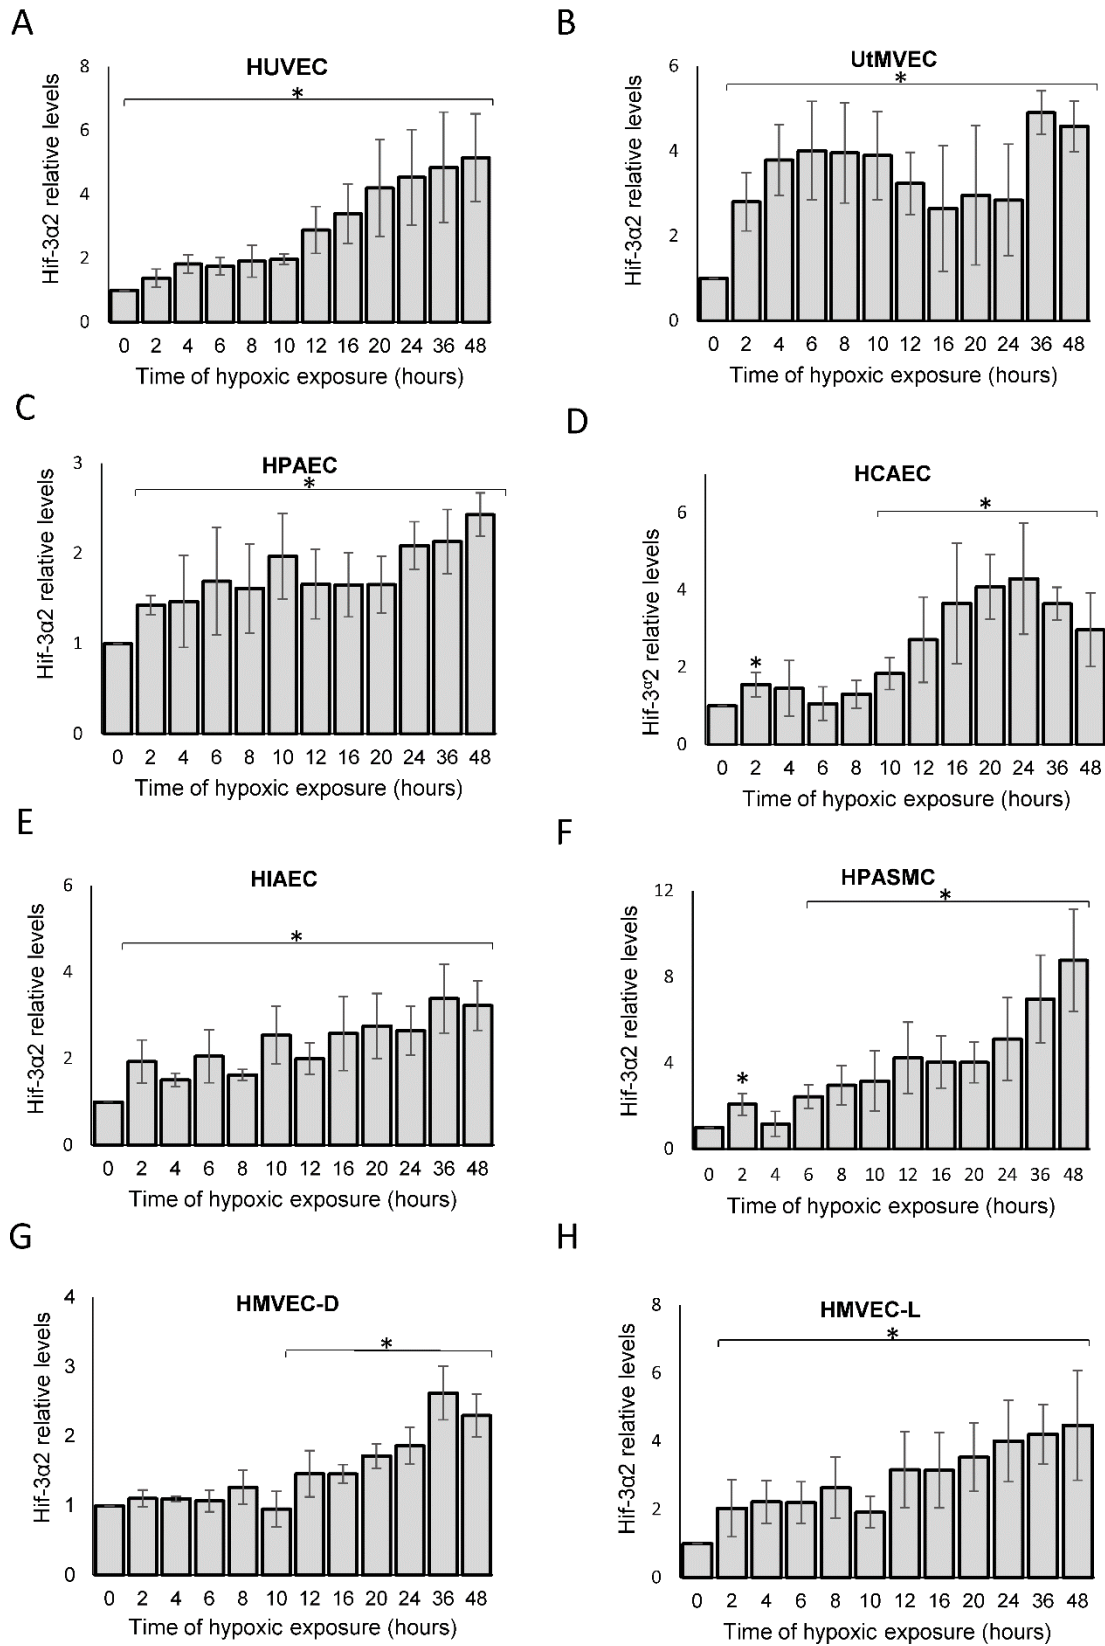 A
HUVEC
*
Hif-3α2 relative levels
8
6
4
2
0
0 2 4 6 8 10 12 16 20 24 36 48
Time of hypoxic exposure (hours)
B
UtMVEC
*
Hif-3α2 relative levels
6
4
2
0
0 2 4 6 8 10 12 16 20 24 36 48
Time of hypoxic exposure (hours)
C
HPAEC
*
Hif-3α2 relative levels
3
2
1
0
0 2 4 6 8 10 12 16 20 24 36 48
Time of hypoxic exposure (hours)
D
HCAEC
*
*
Hif-3α2 relative levels
6
4
2
0
0 2 4 6 8 10 12 16 20 24 36 48
Time of hypoxic exposure (hours)
E
HIAEC
*
Hif-3α2 relative levels
6
4
2
0
0 2 4 6 8 10 12 16 20 24 36 48
Time of hypoxic exposure (hours)
F
HPASMC
*
*
Hif-3α2 relative levels
12
8
4
0
0 2 4 6 8 10 12 16 20 24 36 48
Time of hypoxic exposure (hours)
G
HMVEC-D
*
Hif-3α2 relative levels
4
3
2
1
0
0 2 4 6 8 10 12 16 20 24 36 48
Time of hypoxic exposure (hours)
H
HMVEC-L
*
Hif-3α2 relative levels
8
6
4
2
0
0 2 4 6 8 10 12 16 20 24 36 48
Time of hypoxic exposure (hours)